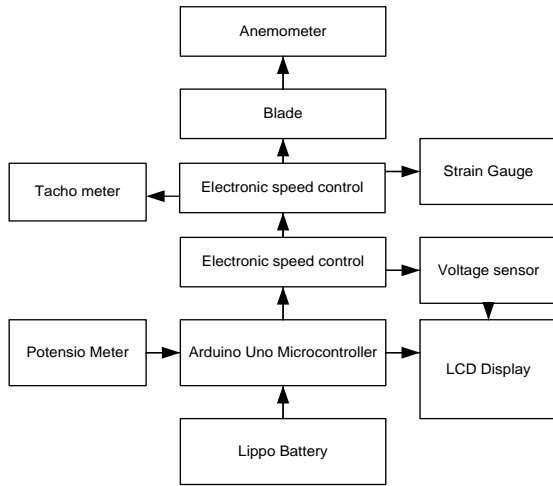 Anemometer
Blade
Electronic speed control
Strain Gauge
Tacho meter
Electronic speed control
Voltage sensor
Potensio Meter
Arduino Uno Microcontroller
LCD Display
Lippo Battery